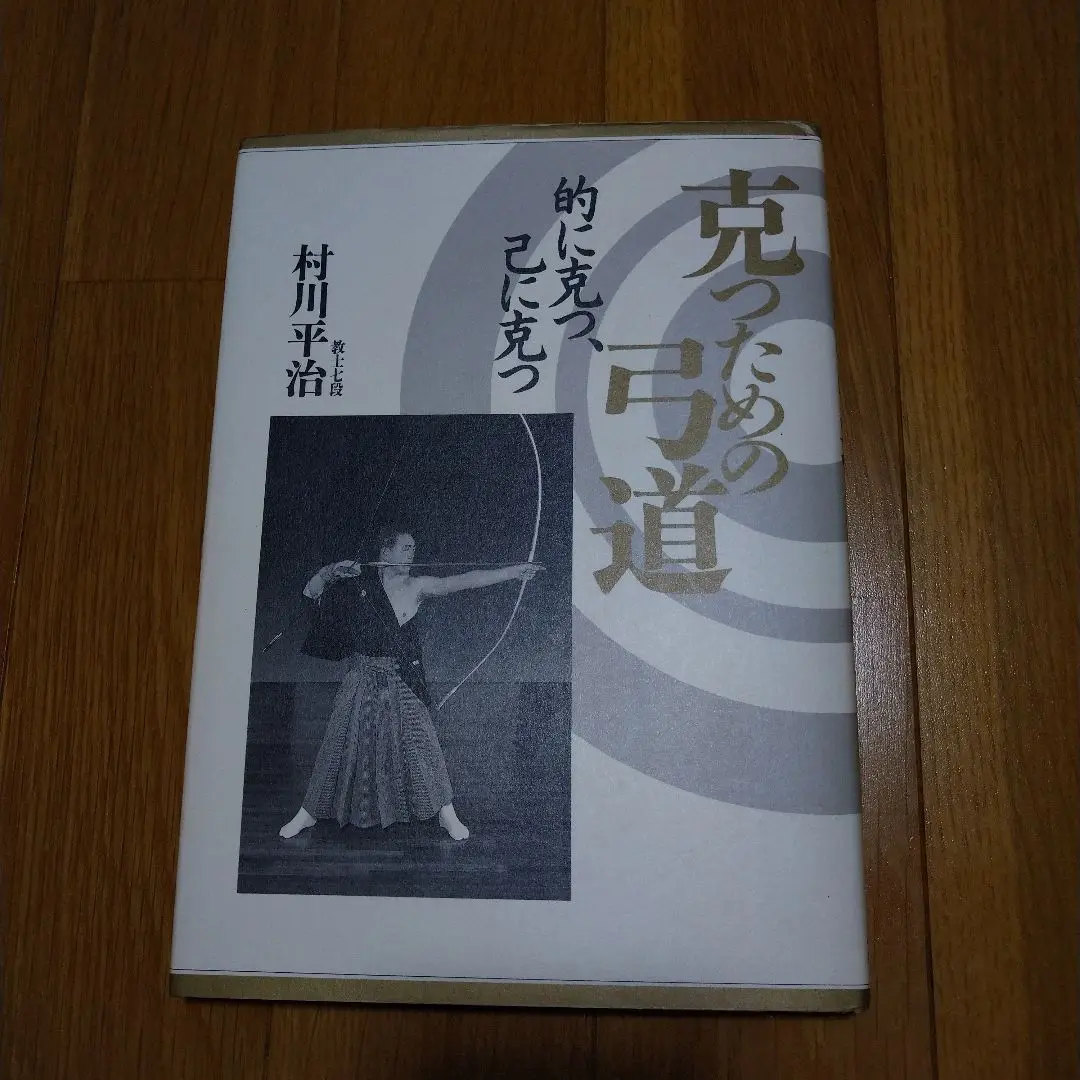 克つための
弓道
的に克つ、
己に克つ
教士七段
村川平治